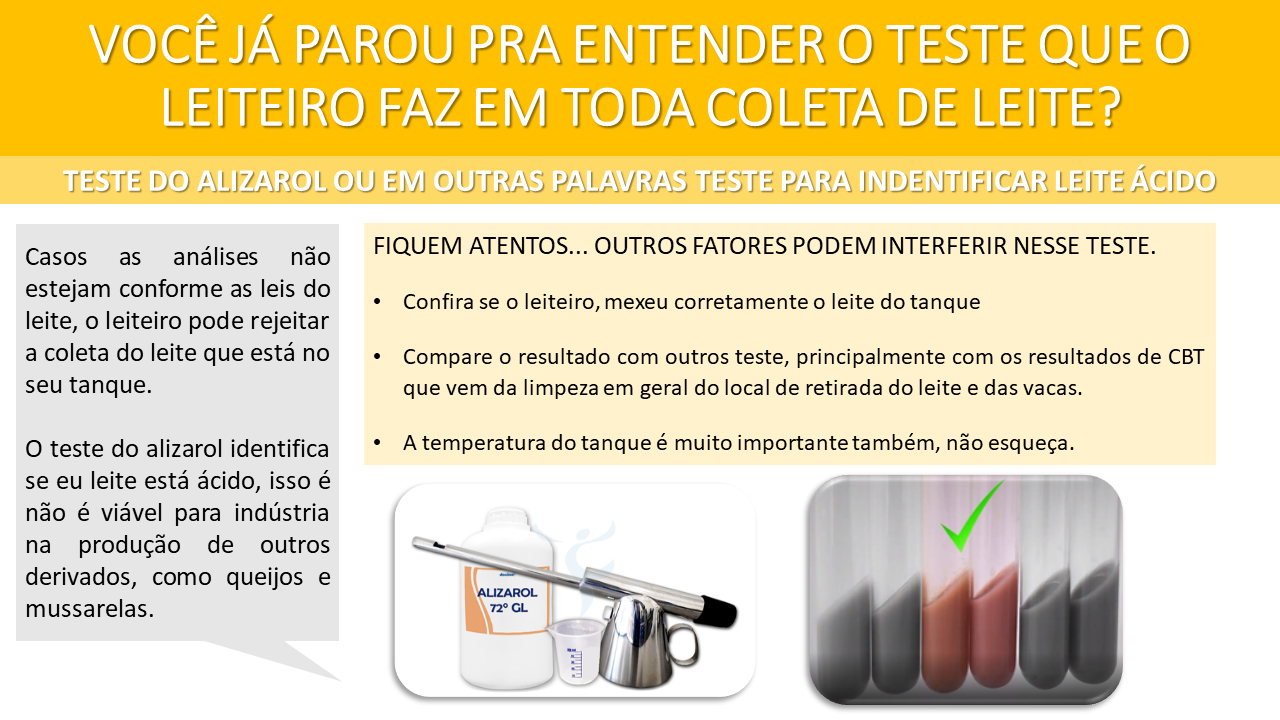 VOCÊ JÁ PAROU PRA ENTENDER O TESTE QUE O
LEITEIRO FAZ EM TODA COLETA DE LEITE?
TESTE DO ALIZAROL OU EM OUTRAS PALAVRAS TESTE PARA INDENTIFICAR LEITE ÁCIDO
Casos as análises não
estejam conforme as leis do
leite, o leiteiro pode rejeitar
a coleta do leite que está no
seu tanque.
O teste do alizarol identifica
se eu leite está ácido, isso é
não é viável para indústria
na produção de outros
derivados, como queijos e
mussarelas.
FIQUEM ATENTOS... OUTROS FATORES PODEM INTERFERIR NESSE TESTE.
• Confira se o leiteiro, mexeu corretamente o leite do tanque
• Compare o resultado com outros teste, principalmente com os resultados de CBT
que vem da limpeza em geral do local de retirada do leite e das vacas.
• A temperatura do tanque é muito importante também, não esqueça.
ALIZAROL
72º GL